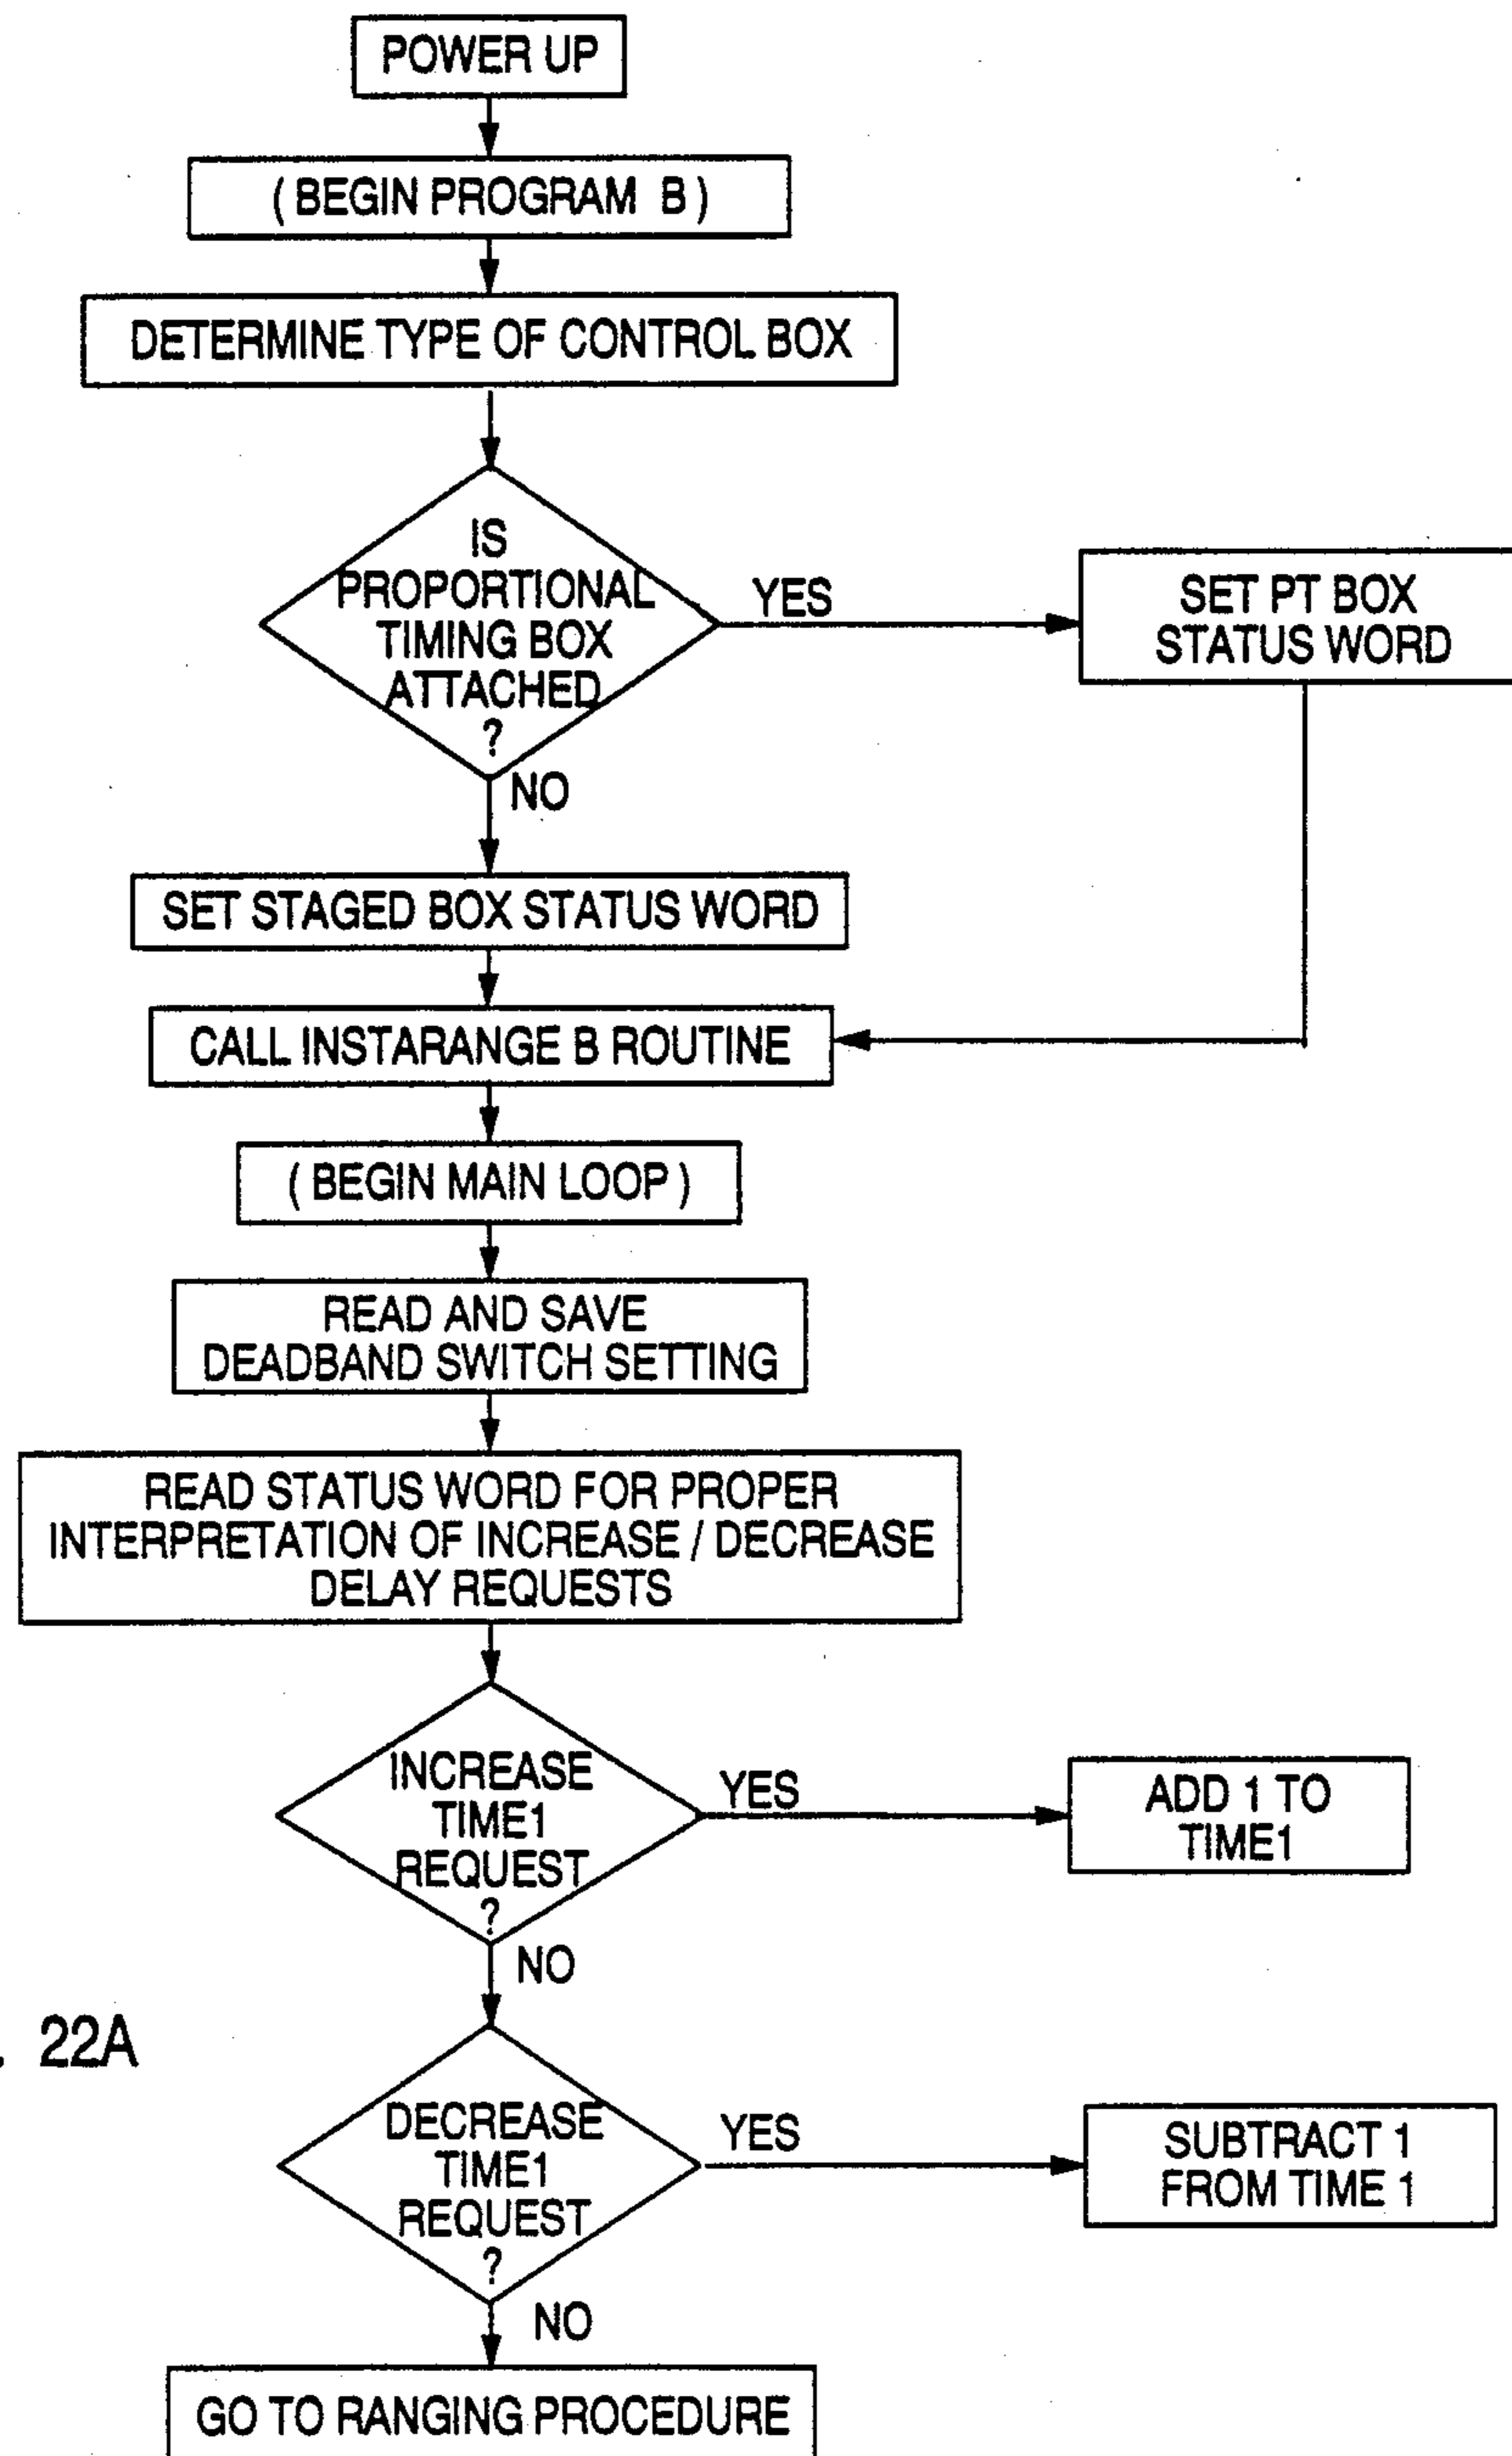 POWER UP
( BEGIN PROGRAM B )
DETERMINE TYPE OF CONTROL BOX
IS
PROPORTIONAL
TIMING BOX
ATTACHED
?
YES
SET PT BOX
STATUS WORD
NO
SET STAGED BOX STATUS WORD
CALL INSTARANGE B ROUTINE
( BEGIN MAIN LOOP )
READ AND SAVE
DEADBAND SWITCH SETTING
READ STATUS WORD FOR PROPER
INTERPRETATION OF INCREASE / DECREASE
DELAY REQUESTS
INCREASE
TIME1
REQUEST
?
YES
ADD 1 TO
TIME1
NO
. 22A
DECREASE
TIME1
REQUEST
?
YES
SUBTRACT 1
FROM TIME 1
NO
GO TO RANGING PROCEDURE